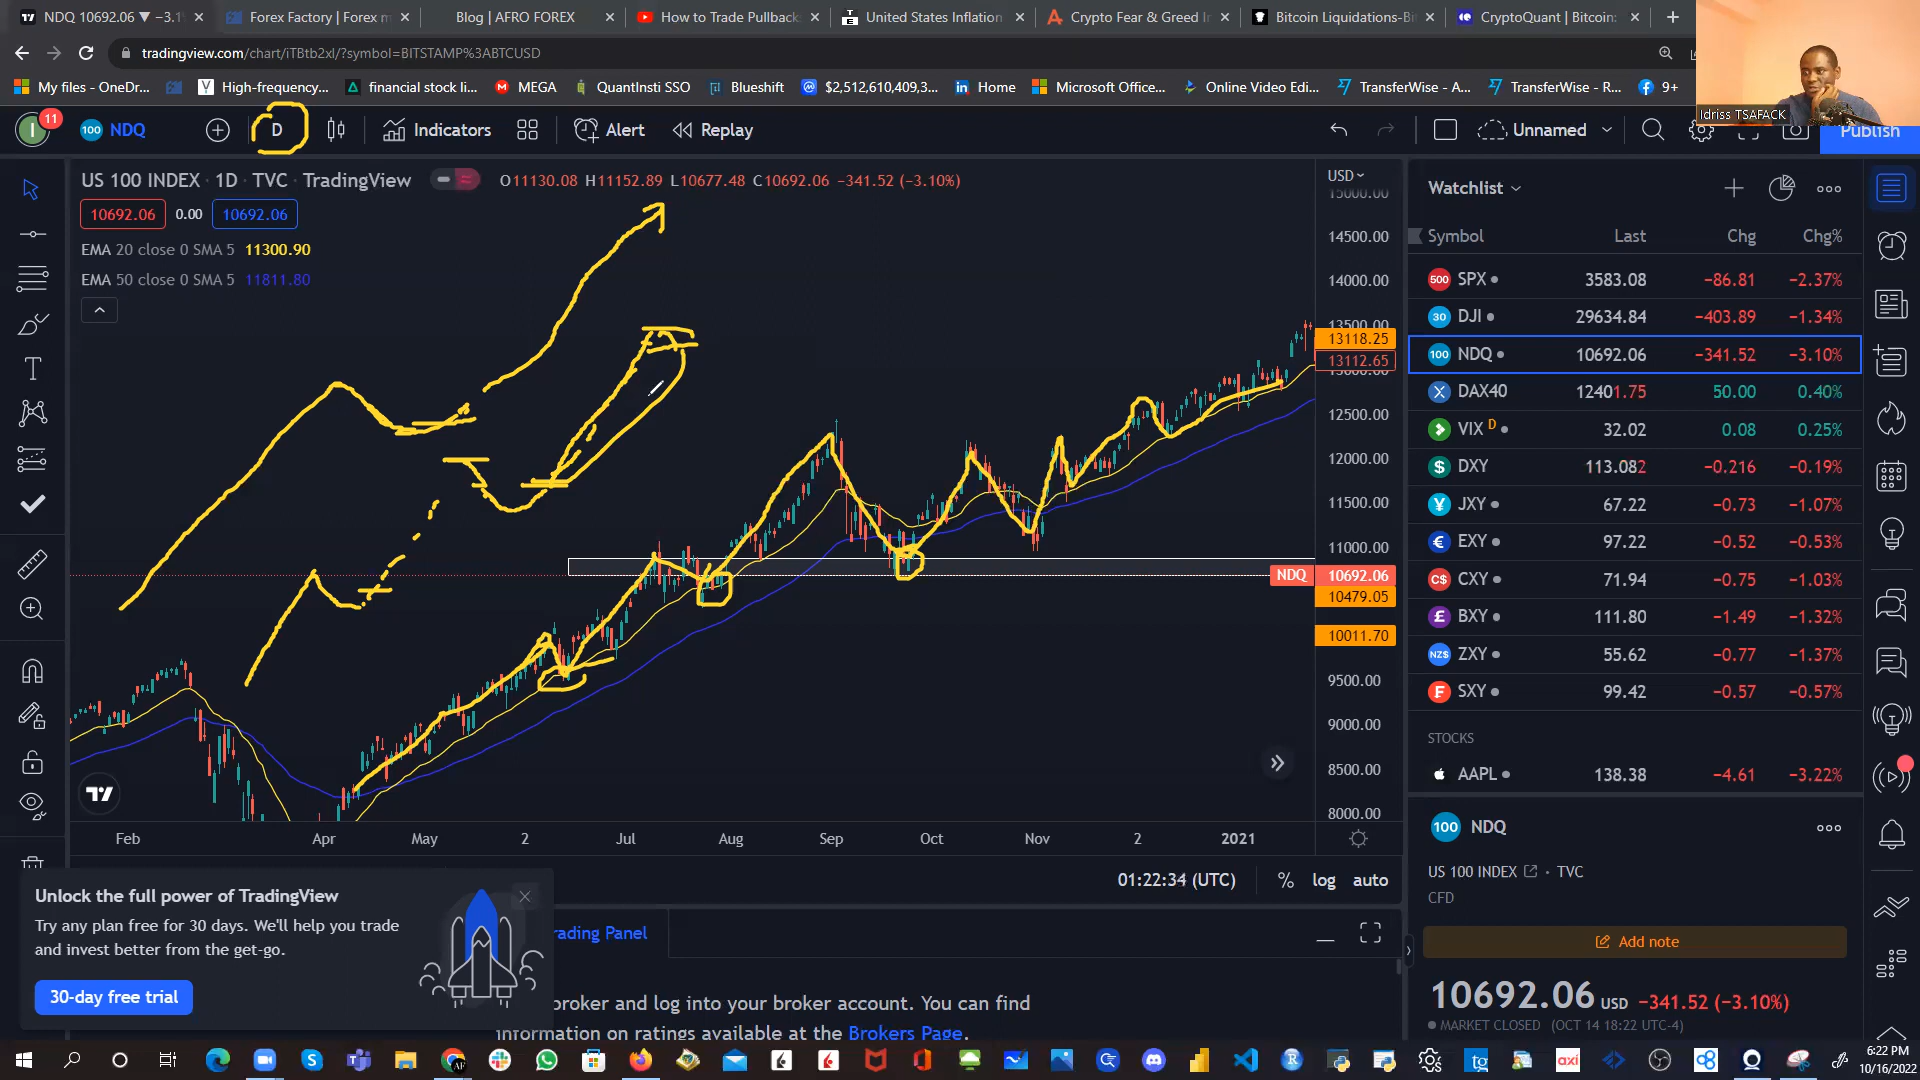 NDQ 10692.06 ▼ −3.1
Forex Factory | Forex m
Blog | AFRO FOREX
How to Trade Pullback
United States Inflation
Crypto Fear & Greed I
Bitcoin Liquidations-Bi
CryptoQuant | Bitcoin:
tradingview.com/chart/iTBtb2xl/?symbol=BITSTAMP%3ABTCUSD
My files - OneDr...
High-frequency...
financial stock li...
MEGA
QuantInsti SSO
Blueshift
$2,512,610,409,3...
Home
Microsoft Office...
Online Video Edi...
TransferWise - A...
TransferWise - R...
9+
Idriss TSAFACK
I
11
100 NDQ
D
Indicators
Alert
Replay
Unnamed
Publish
US 100 INDEX · 1D · TVC · TradingView
O11130.08 H11152.89 L10677.48 C10692.06 −341.52 (−3.10%)
10692.06 0.00 10692.06
EMA 20 close 0 SMA 5 11300.90
EMA 50 close 0 SMA 5 11811.80
USD
15000.00
14500.00
14000.00
13500.00
13118.25
13112.65
13000.00
12500.00
12000.00
11500.00
11000.00
NDQ 10692.06
10479.05
10011.70
9500.00
9000.00
8500.00
8000.00
Feb Apr May 2 Jul Aug Sep Oct Nov 2 2021
01:22:34 (UTC) % log auto
Watchlist
Symbol Last Chg Chg%
500 SPX 3583.08 −86.81 −2.37%
30 DJI 29634.84 −403.89 −1.34%
100 NDQ 10692.06 −341.52 −3.10%
X DAX40 12401.75 50.00 0.40%
VIX D 32.02 0.08 0.25%
$ DXY 113.082 −0.216 −0.19%
¥ JXY 67.22 −0.73 −1.07%
€ EXY 97.22 −0.52 −0.53%
C$ CXY 71.94 −0.75 −1.03%
£ BXY 111.80 −1.49 −1.32%
NZ$ ZXY 55.62 −0.77 −1.37%
F SXY 99.42 −0.57 −0.57%
STOCKS
AAPL 138.38 −4.61 −3.22%
100 NDQ
US 100 INDEX · TVC
CFD
Add note
10692.06 USD −341.52 (−3.10%)
MARKET CLOSED (OCT 14 18:22 UTC-4)
Unlock the full power of TradingView
Try any plan free for 30 days. We'll help you trade
and invest better from the get-go.
30-day free trial
rading Panel
broker and log into your broker account. You can find
information on ratings available at the Brokers Page.
6:22 PM
10/16/2022